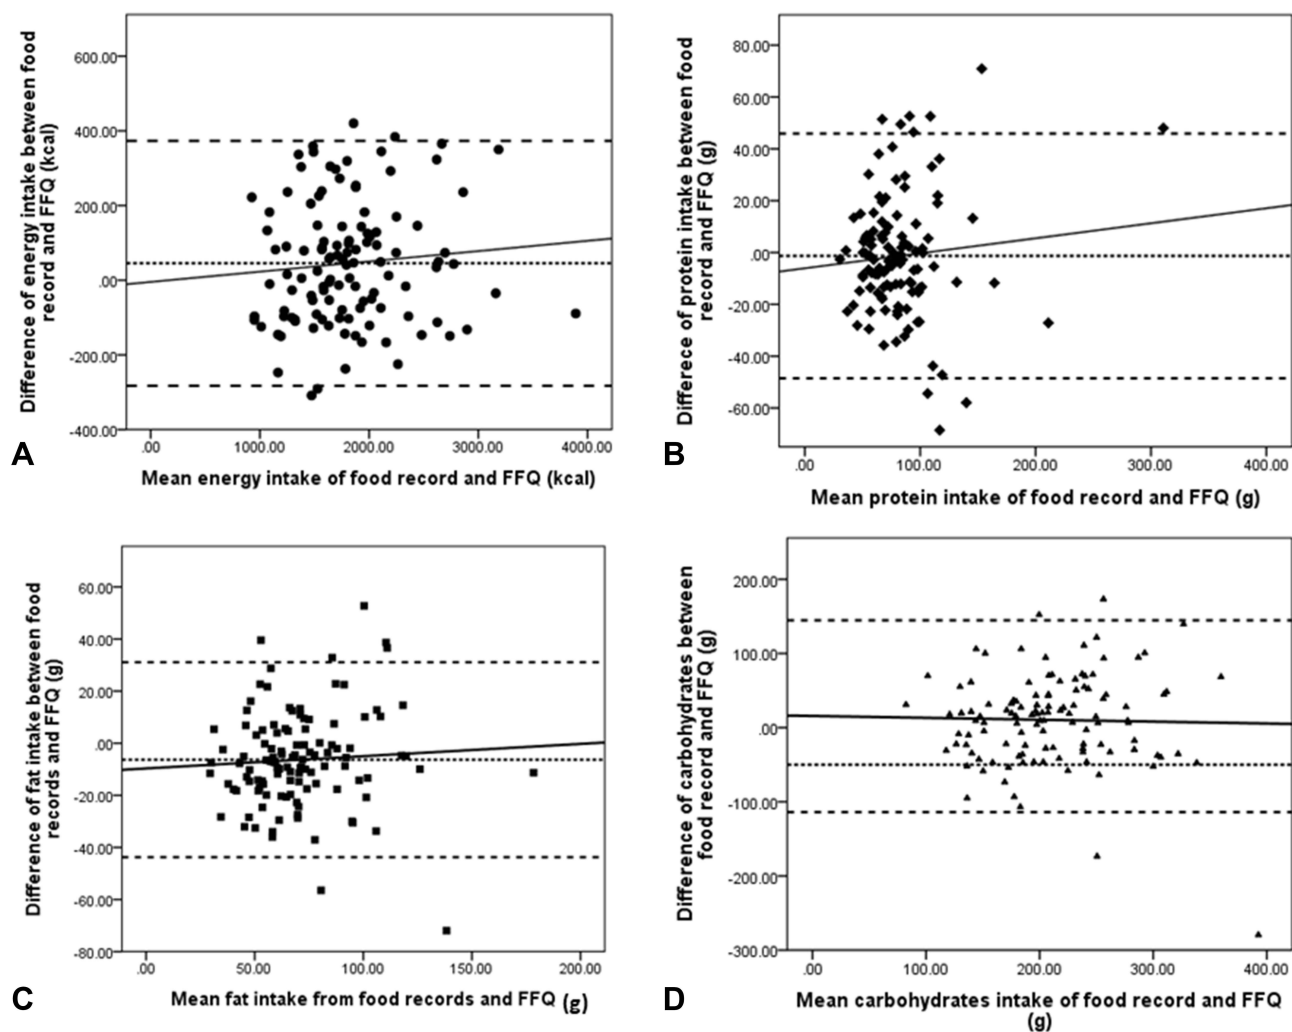 600.00
400.00
200.00
.00
-200.00
-400.00
Difference of energy intake between food
record and FFQ (kcal)
.00 1000.00 2000.00 3000.00 4000.00
Mean energy intake of food record and FFQ (kcal)
A
80.00
60.00
40.00
20.00
.00
-20.00
-40.00
-60.00
Differece of protein intake between food
record and FFQ (g)
.00 100.00 200.00 300.00 400.00
Mean protein intake of food record and FFQ (g)
B
60.00
40.00
20.00
.00
-20.00
-40.00
-60.00
-80.00
Difference of fat intake between food
records and FFQ (g)
.00 50.00 100.00 150.00 200.00
Mean fat intake from food records and FFQ (g)
C
200.00
100.00
.00
-100.00
-200.00
-300.00
Difference of carbohydrates between
food record and FFQ (g)
.00 100.00 200.00 300.00 400.00
Mean carbohydrates intake of food record and FFQ
(g)
D